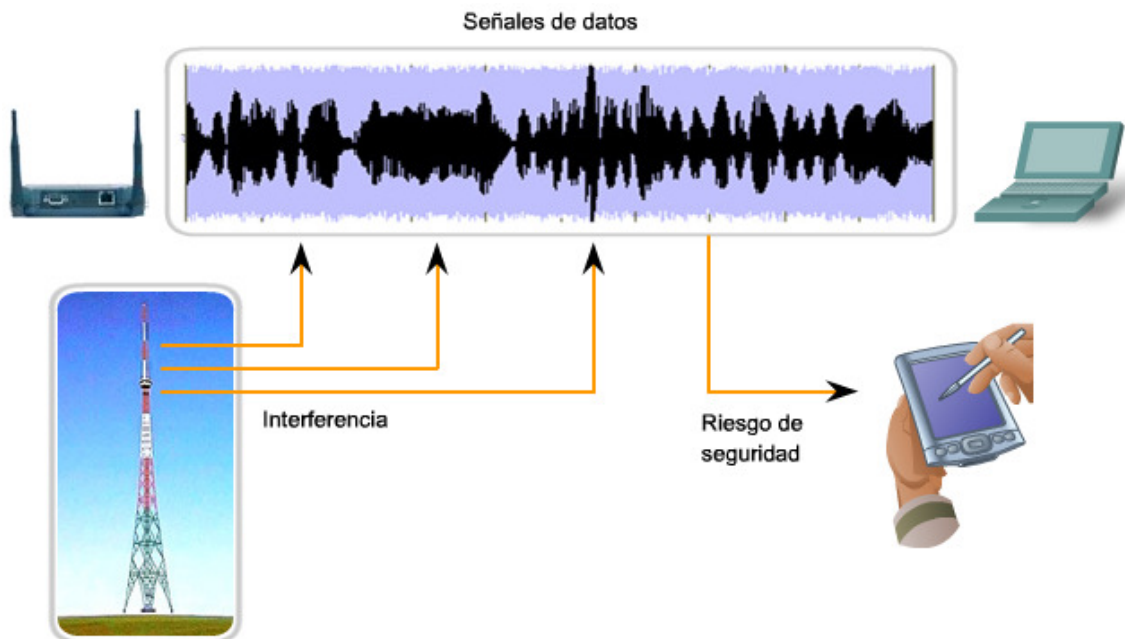 Señales de datos
Interferencia
Riesgo de
seguridad